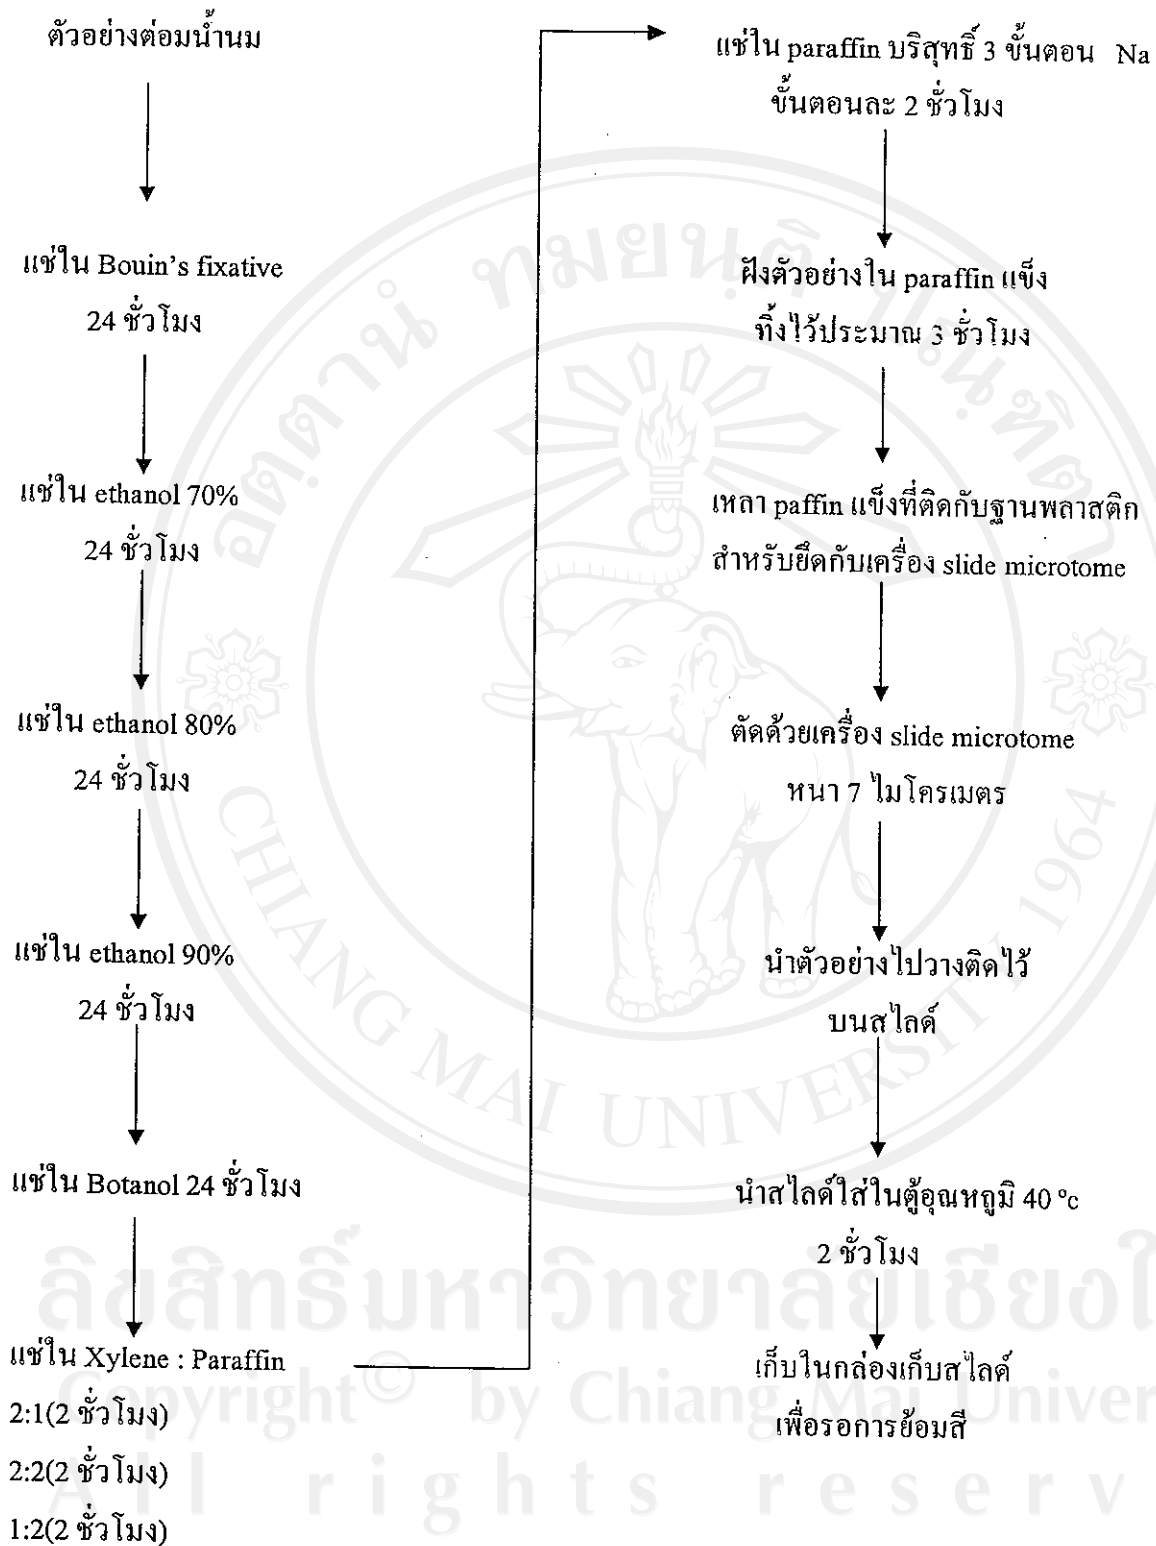 ตัวอย่างต่อมน้ำนม
แช่ใน Bouin's fixative
24 ชั่วโมง
แช่ใน ethanol 70%
24 ชั่วโมง
แช่ใน ethanol 80%
24 ชั่วโมง
แช่ใน ethanol 90%
24 ชั่วโมง
แช่ใน Botanol 24 ชั่วโมง
แช่ใน Xylene : Paraffin
2:1(2 ชั่วโมง)
2:2(2 ชั่วโมง)
1:2(2 ชั่วโมง)
แช่ใน paraffin บริสุทธิ์ 3 ขั้นตอน Na
ขั้นตอนละ 2 ชั่วโมง
ฝังตัวอย่างใน paraffin แข็ง
ทิ้งไว้ประมาณ 3 ชั่วโมง
เหลา paffin แข็งที่ติดกับฐานพลาสติก
สำหรับยึดกับเครื่อง slide microtome
ตัดด้วยเครื่อง slide microtome
หนา 7 ไมโครเมตร
นำตัวอย่างไปวางติดไว้
บนสไลด์
นำสไลด์ใส่ในตู้อุณหภูมิ 40 °c
2 ชั่วโมง
เก็บในกล่องเก็บสไลด์
เพื่อรอการย้อมสี
อตฺตานํ ทมยนฺติ ปณฺฑิตา
CHIANG MAI UNIVERSITY 1964
ลิขสิทธิ์มหาวิทยาลัยเชียงใ
Copyright © by Chiang Mai Univer
All rights reserv